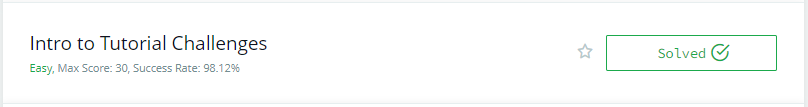 Intro to Tutorial Challenges
Solved
Easy, Max Score: 30, Success Rate: 98.12%